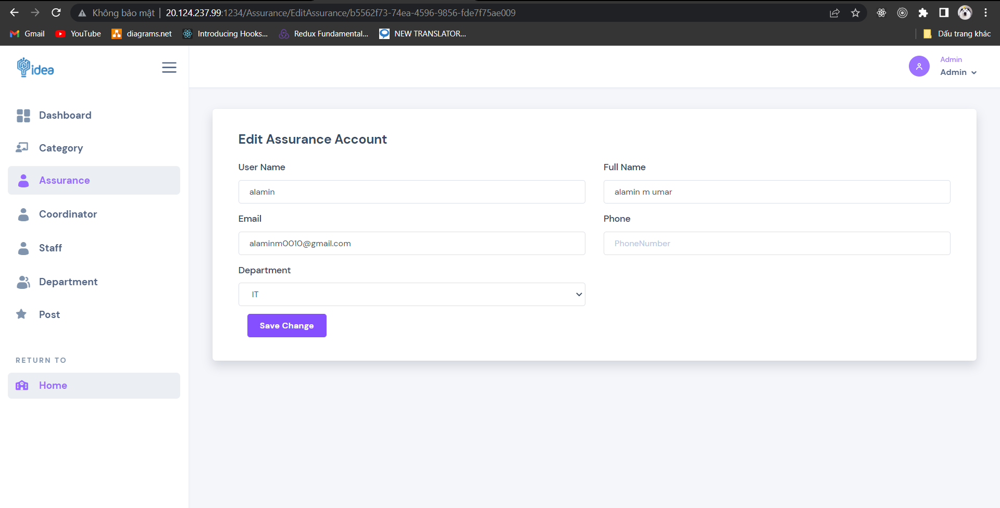 Không bảo mật | 20.124.237.99:1234/Assurance/EditAssurance/b5562f73-74ea-4596-9856-fde7f75ae009
Gmail YouTube diagrams.net Introducing Hooks... Redux Fundamental... NEW TRANSLATOR... Dấu trang khác
idea
Admin
Admin
Dashboard
Category
Assurance
Coordinator
Staff
Department
Post
RETURN TO
Home
Edit Assurance Account
User Name Full Name
alamin alamin m umar
Email Phone
alaminm0010@gmail.com PhoneNumber
Department
IT
Save Change